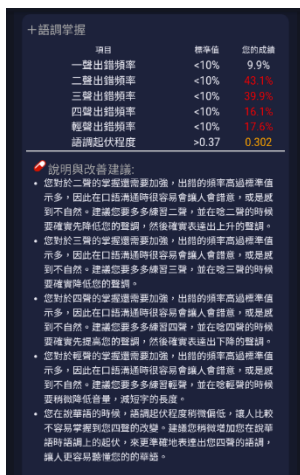 ＋語調掌握
項目 標準值 您的成績
一聲出錯頻率 <10% 9.9%
二聲出錯頻率 <10% 43.1%
三聲出錯頻率 <10% 39.9%
四聲出錯頻率 <10% 16.1%
輕聲出錯頻率 <10% 17.6%
語調起伏程度 >0.37 0.302
說明與改善建議:
• 您對於二聲的掌握還需要加強，出錯的頻率高過標準值
示多，因此在口語溝通時很容易會讓人會錯意，或是感
到不自然。建議您要多多練習二聲，並在唸二聲的時候
要確實先降低您的聲調，然後確實表達出上升的聲調。
• 您對於三聲的掌握還需要加強，出錯的頻率高過標準值
示多，因此在口語溝通時很容易會讓人會錯意，或是感
到不自然。建議您要多多練習三聲，並在唸三聲的時候
要確實降低您的聲調。
• 您對於四聲的掌握還需要加強，出錯的頻率高過標準值
示多，因此在口語溝通時很容易會讓人會錯意，或是感
到不自然。建議您要多多練習四聲，並在唸四聲的時候
要確實先提高您的聲調，然後確實表達出下降的聲調。
• 您對於輕聲的掌握還需要加強，出錯的頻率高過標準值
示多，因此在口語溝通時很容易會讓人會錯意，或是感
到不自然。建議您要多多練習輕聲，並在唸輕聲的時候
要稍微降低音量，減短字的長度。
• 您在說華語的時候，語調起伏程度稍微偏低，讓人比較
不容易掌握到您四聲的改變。建議您稍微增加您在說華
語時語調上的起伏，來更準確地表達出您四聲的語調，
讓人更容易聽懂您的的華語。